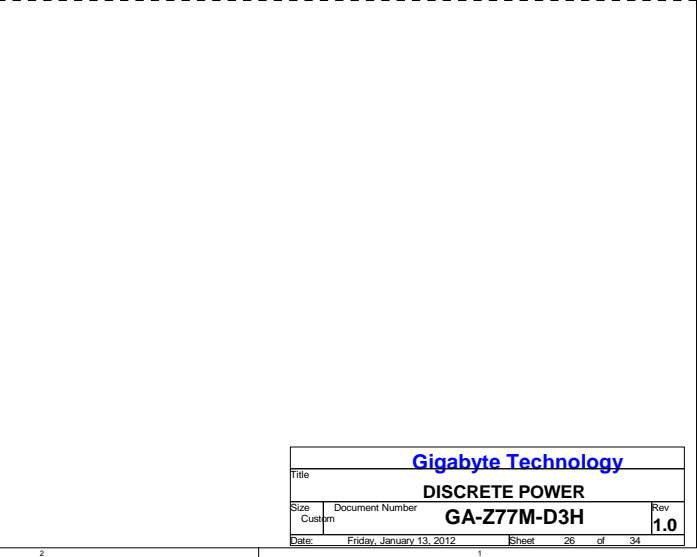 Gigabyte Technology
Title
DISCRETE POWER
Size Document Number Rev
Custom GA-Z77M-D3H 1.0
Date: Friday, January 13, 2012 Sheet 26 of 34
2 1